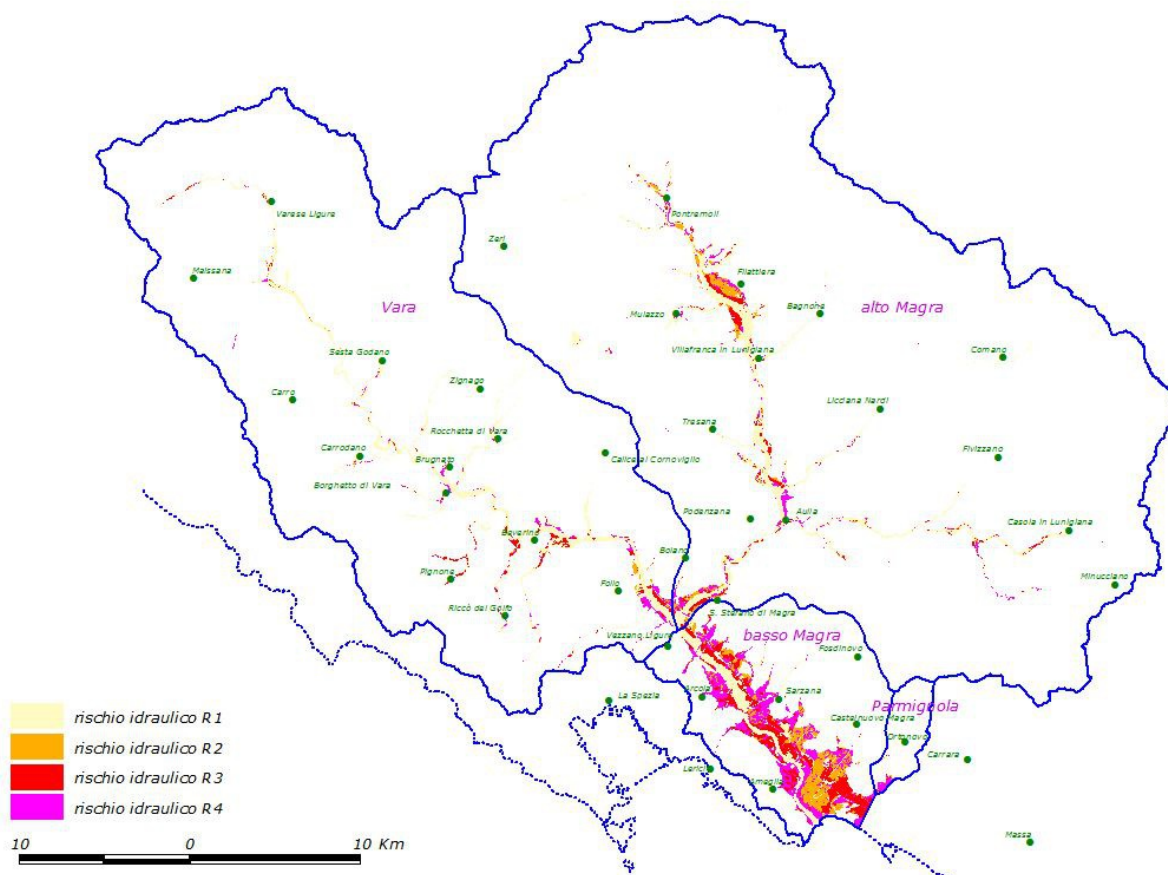 Varese Ligure
Pontremoli
Zeri
Maissana
Filattiera
Vara
Mulazzo
Bagnone
alto Magra
Sesta Godano
Villafranca in Lunigiana
Comano
Zignago
Carro
Licciana Nardi
Rocchetta di Vara
Tresana
Carrodano
Brugnato
Calice al Cornoviglio
Fivizzano
Borghetto di Vara
Podenzana
Aulla
Casola in Lunigiana
Beverino
Bolano
Pignone
Follo
Minucciano
Riccò del Golfo
S. Stefano di Magra
Vezzano Ligure
basso Magra
Fosdinovo
La Spezia
Arcola
Sarzana
Parmignola
Castelnuovo Magra
Ortonovo
Carrara
Lerici
Ameglia
Massa
rischio idraulico R1
rischio idraulico R2
rischio idraulico R3
rischio idraulico R4
10 0 10 Km